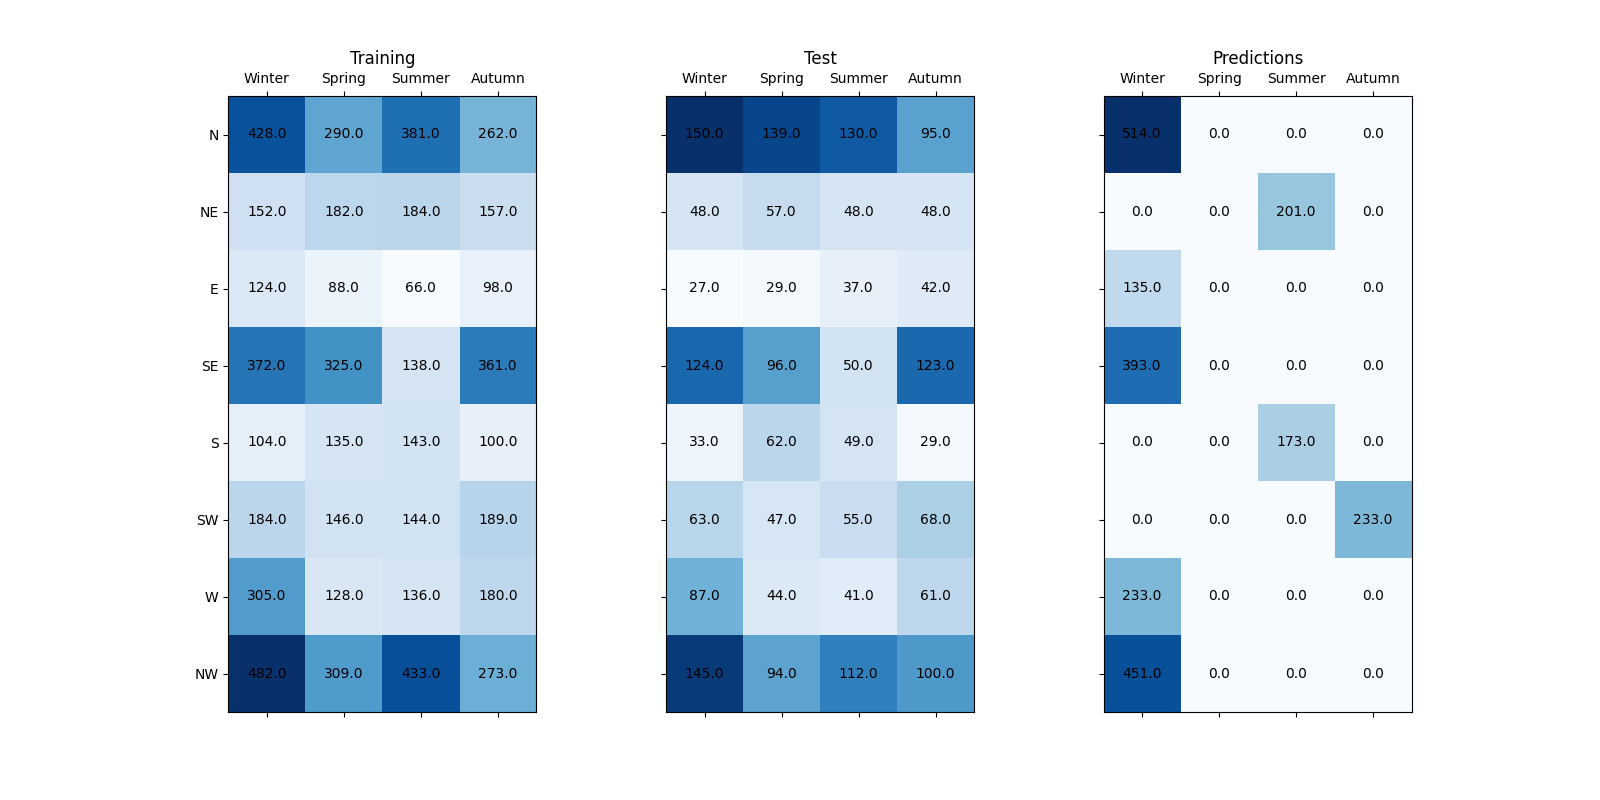 Training Test Predictions
Winter Spring Summer Autumn Winter Spring Summer Autumn Winter Spring Summer Autumn
N 428.0 290.0 381.0 262.0 150.0 139.0 130.0 95.0 514.0 0.0 0.0 0.0
NE 152.0 182.0 184.0 157.0 48.0 57.0 48.0 48.0 0.0 0.0 201.0 0.0
E 124.0 88.0 66.0 98.0 27.0 29.0 37.0 42.0 135.0 0.0 0.0 0.0
SE 372.0 325.0 138.0 361.0 124.0 96.0 50.0 123.0 393.0 0.0 0.0 0.0
S 104.0 135.0 143.0 100.0 33.0 62.0 49.0 29.0 0.0 0.0 173.0 0.0
SW 184.0 146.0 144.0 189.0 63.0 47.0 55.0 68.0 0.0 0.0 0.0 233.0
W 305.0 128.0 136.0 180.0 87.0 44.0 41.0 61.0 233.0 0.0 0.0 0.0
NW 482.0 309.0 433.0 273.0 145.0 94.0 112.0 100.0 451.0 0.0 0.0 0.0